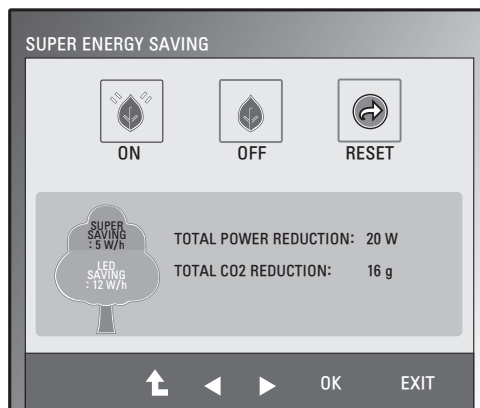 SUPER ENERGY SAVING
ON OFF RESET
SUPER
SAVING
: 5 W/h
LED
SAVING
: 12 W/h
TOTAL POWER REDUCTION: 20 W
TOTAL CO2 REDUCTION: 16 g
OK EXIT